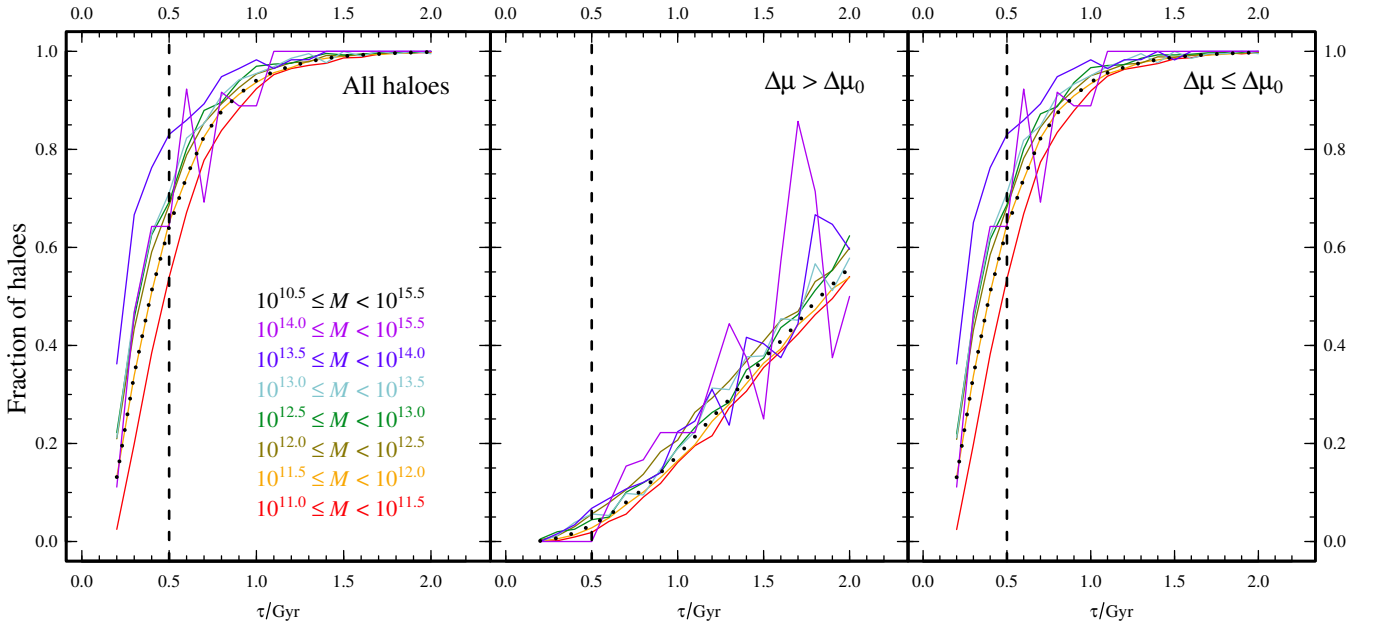 0.0 0.5 1.0 1.5 2.0 0.0 0.5 1.0 1.5 2.0 0.0 0.5 1.0 1.5 2.0
1.0 1.0
All haloes Δμ > Δμ₀ Δμ ≤ Δμ₀
0.8 0.8
0.6 0.6
Fraction of haloes
10^10.5 ≤ M < 10^15.5
10^14.0 ≤ M < 10^15.5
0.4 10^13.5 ≤ M < 10^14.0 0.4
10^13.0 ≤ M < 10^13.5
10^12.5 ≤ M < 10^13.0
0.2 10^12.0 ≤ M < 10^12.5 0.2
10^11.5 ≤ M < 10^12.0
10^11.0 ≤ M < 10^11.5
0.0 0.0
0.0 0.5 1.0 1.5 2.0 0.0 0.5 1.0 1.5 2.0 0.0 0.5 1.0 1.5 2.0
τ/Gyr τ/Gyr τ/Gyr